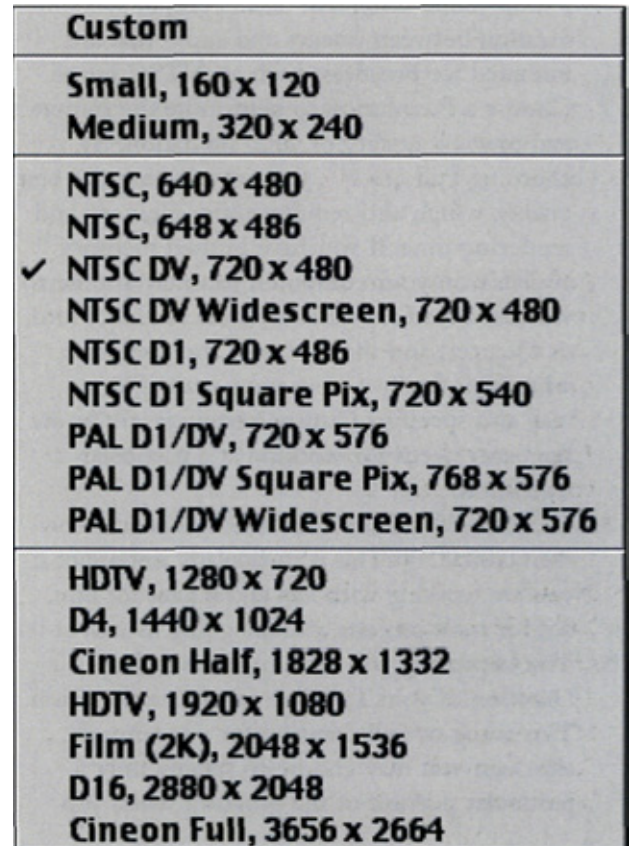 Custom
Small, 160 x 120
Medium, 320 x 240
NTSC, 640 x 480
NTSC, 648 x 486
✓ NTSC DV, 720 x 480
NTSC DV Widescreen, 720 x 480
NTSC D1, 720 x 486
NTSC D1 Square Pix, 720 x 540
PAL D1/DV, 720 x 576
PAL D1/DV Square Pix, 768 x 576
PAL D1/DV Widescreen, 720 x 576
HDTV, 1280 x 720
D4, 1440 x 1024
Cineon Half, 1828 x 1332
HDTV, 1920 x 1080
Film (2K), 2048 x 1536
D16, 2880 x 2048
Cineon Full, 3656 x 2664